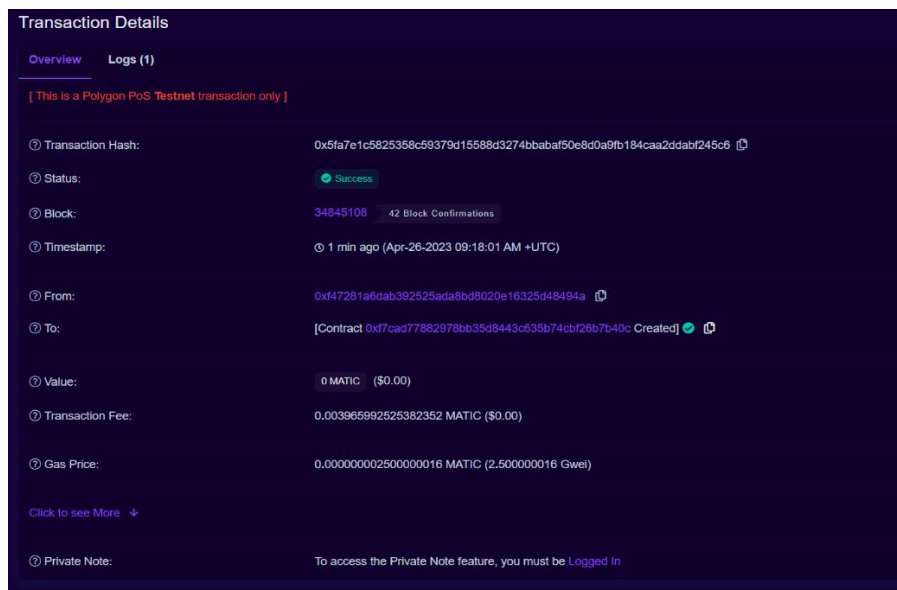 Transaction Details
Overview Logs (1)
[ This is a Polygon PoS Testnet transaction only ]
Transaction Hash: 0x5fa7e1c5825358c59379d15588d3274bbabaf50e8d0a9fb184caa2ddabf245c6
Status: Success
Block: 34845108 42 Block Confirmations
Timestamp: 1 min ago (Apr-26-2023 09:18:01 AM +UTC)
From: 0xf47281a6dab392525ada8bd8020e16325d48494a
To: [Contract 0xf7cad77882978bb35d8443c635b74cbf26b7b40c Created]
Value: 0 MATIC ($0.00)
Transaction Fee: 0.003965992525382352 MATIC ($0.00)
Gas Price: 0.000000002500000016 MATIC (2.500000016 Gwei)
Click to see More
Private Note: To access the Private Note feature, you must be Logged In